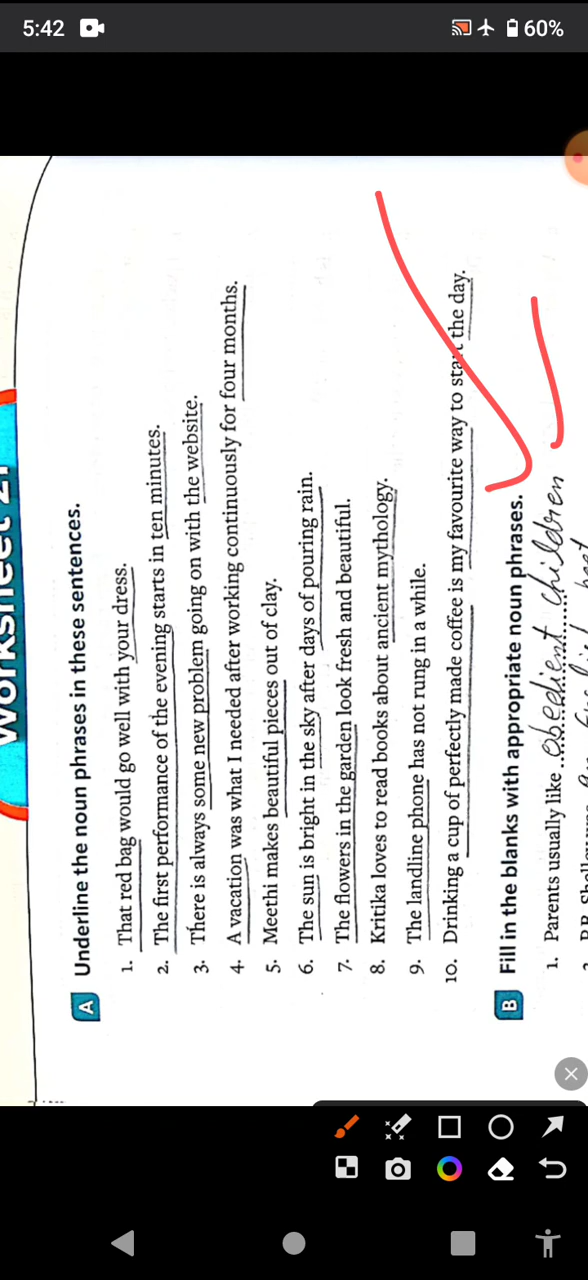 5:42
60%
Worksheet 21
A Underline the noun phrases in these sentences.
1. That red bag would go well with your dress.
2. The first performance of the evening starts in ten minutes.
3. There is always some new problem going on with the website.
4. A vacation was what I needed after working continuously for four months.
5. Meethi makes beautiful pieces out of clay.
6. The sun is bright in the sky after days of pouring rain.
7. The flowers in the garden look fresh and beautiful.
8. Kritika loves to read books about ancient mythology.
9. The landline phone has not rung in a while.
10. Drinking a cup of perfectly made coffee is my favourite way to start the day.
B Fill in the blanks with appropriate noun phrases.
1. Parents usually like obedient children